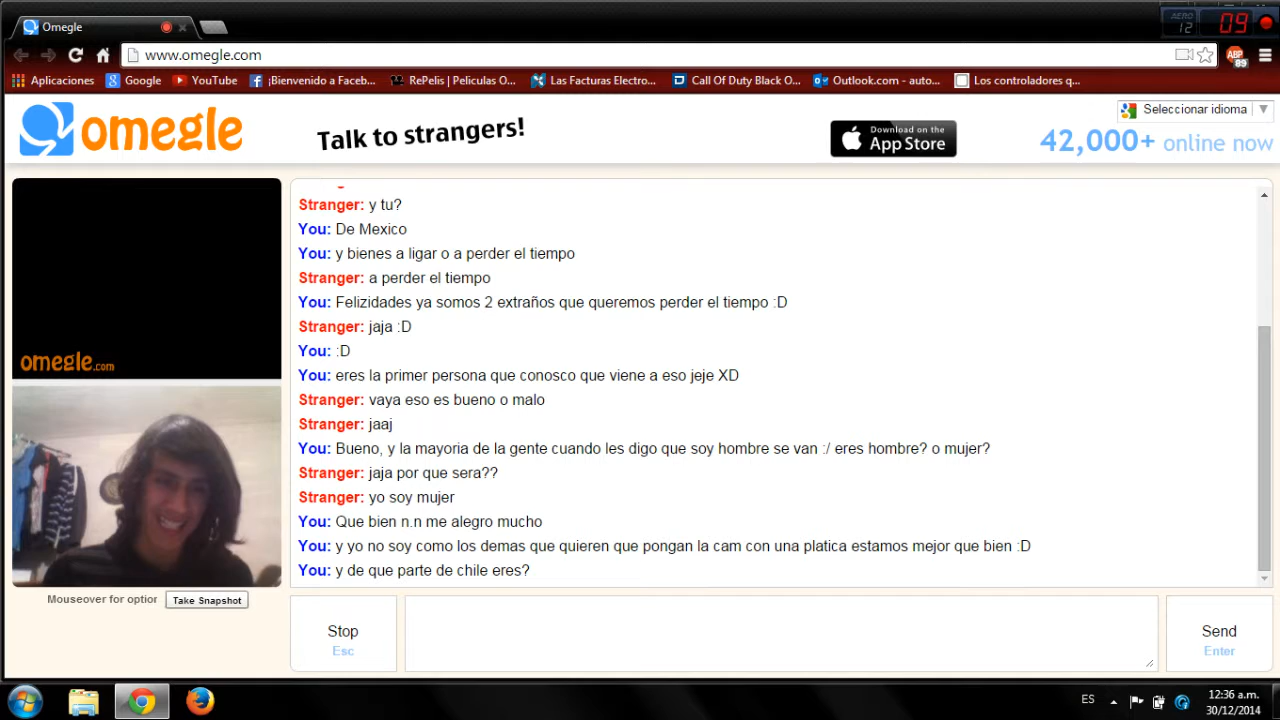 Omegle
AERO
12
09
www.omegle.com
ABP
89
Aplicaciones
Google
YouTube
¡Bienvenido a Faceb...
RePelis | Peliculas O...
Las Facturas Electro...
Call Of Duty Black O...
Outlook.com - auto...
Los controladores q...
omegle
Talk to strangers!
Download on the
App Store
Seleccionar idioma
42,000+ online now
Stranger: y tu?
You: De Mexico
You: y bienes a ligar o a perder el tiempo
Stranger: a perder el tiempo
You: Felizidades ya somos 2 extraños que queremos perder el tiempo :D
Stranger: jaja :D
You: :D
You: eres la primer persona que conosco que viene a eso jeje XD
Stranger: vaya eso es bueno o malo
Stranger: jaaj
You: Bueno, y la mayoria de la gente cuando les digo que soy hombre se van :/ eres hombre? o mujer?
Stranger: jaja por que sera??
Stranger: yo soy mujer
You: Que bien n.n me alegro mucho
You: y yo no soy como los demas que quieren que pongan la cam con una platica estamos mejor que bien :D
You: y de que parte de chile eres?
omegle.com
Mouseover for option
Take Snapshot
Stop
Esc
Send
Enter
ES
12:36 a.m.
30/12/2014